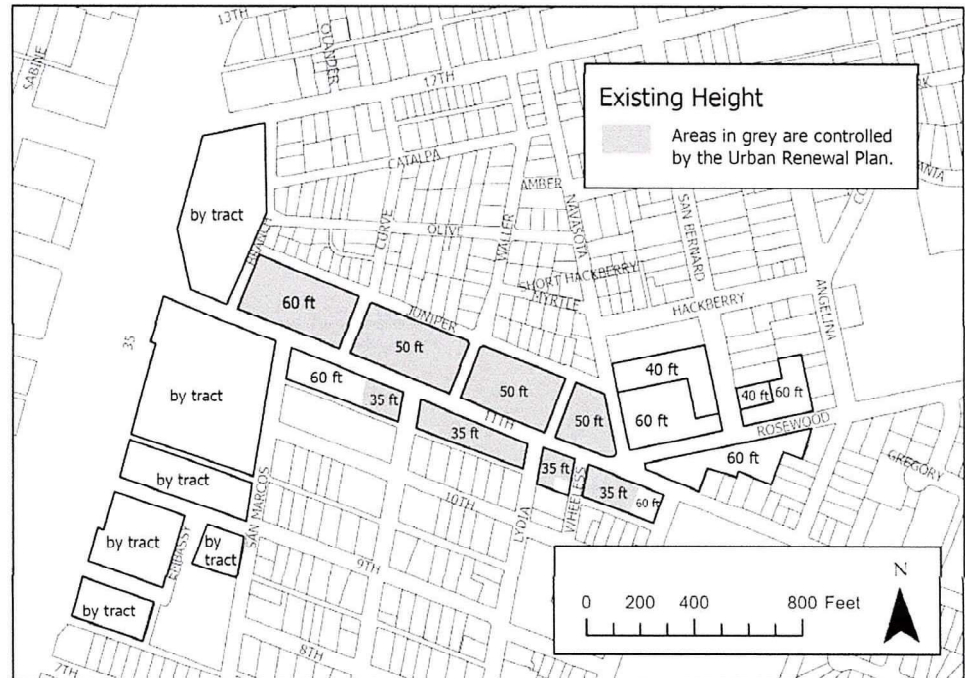 13TH
OLANDER
SABINE
12TH
Existing Height
Areas in grey are controlled
by the Urban Renewal Plan.
CATALPA
AMBER
NAVASOTA
SAN BERNARD
by tract
BRANCH
CURVE
OLIVE
WALLER
SHORT HACKBERRY
MYRTLE
HACKBERRY
ANGELINA
60 ft
JUNIPER
50 ft
50 ft
50 ft
40 ft
60 ft
40 ft
60 ft
ROSEWOOD
60 ft
GREGORY
35
by tract
60 ft
35 ft
35 ft
11TH
35 ft
WHEELESS
35 ft
60 ft
by tract
SAN MARCOS
10TH
LYDIA
by tract
EMBASSY
by
tract
9TH
by tract
8TH
7TH
N
0 200 400 800 Feet